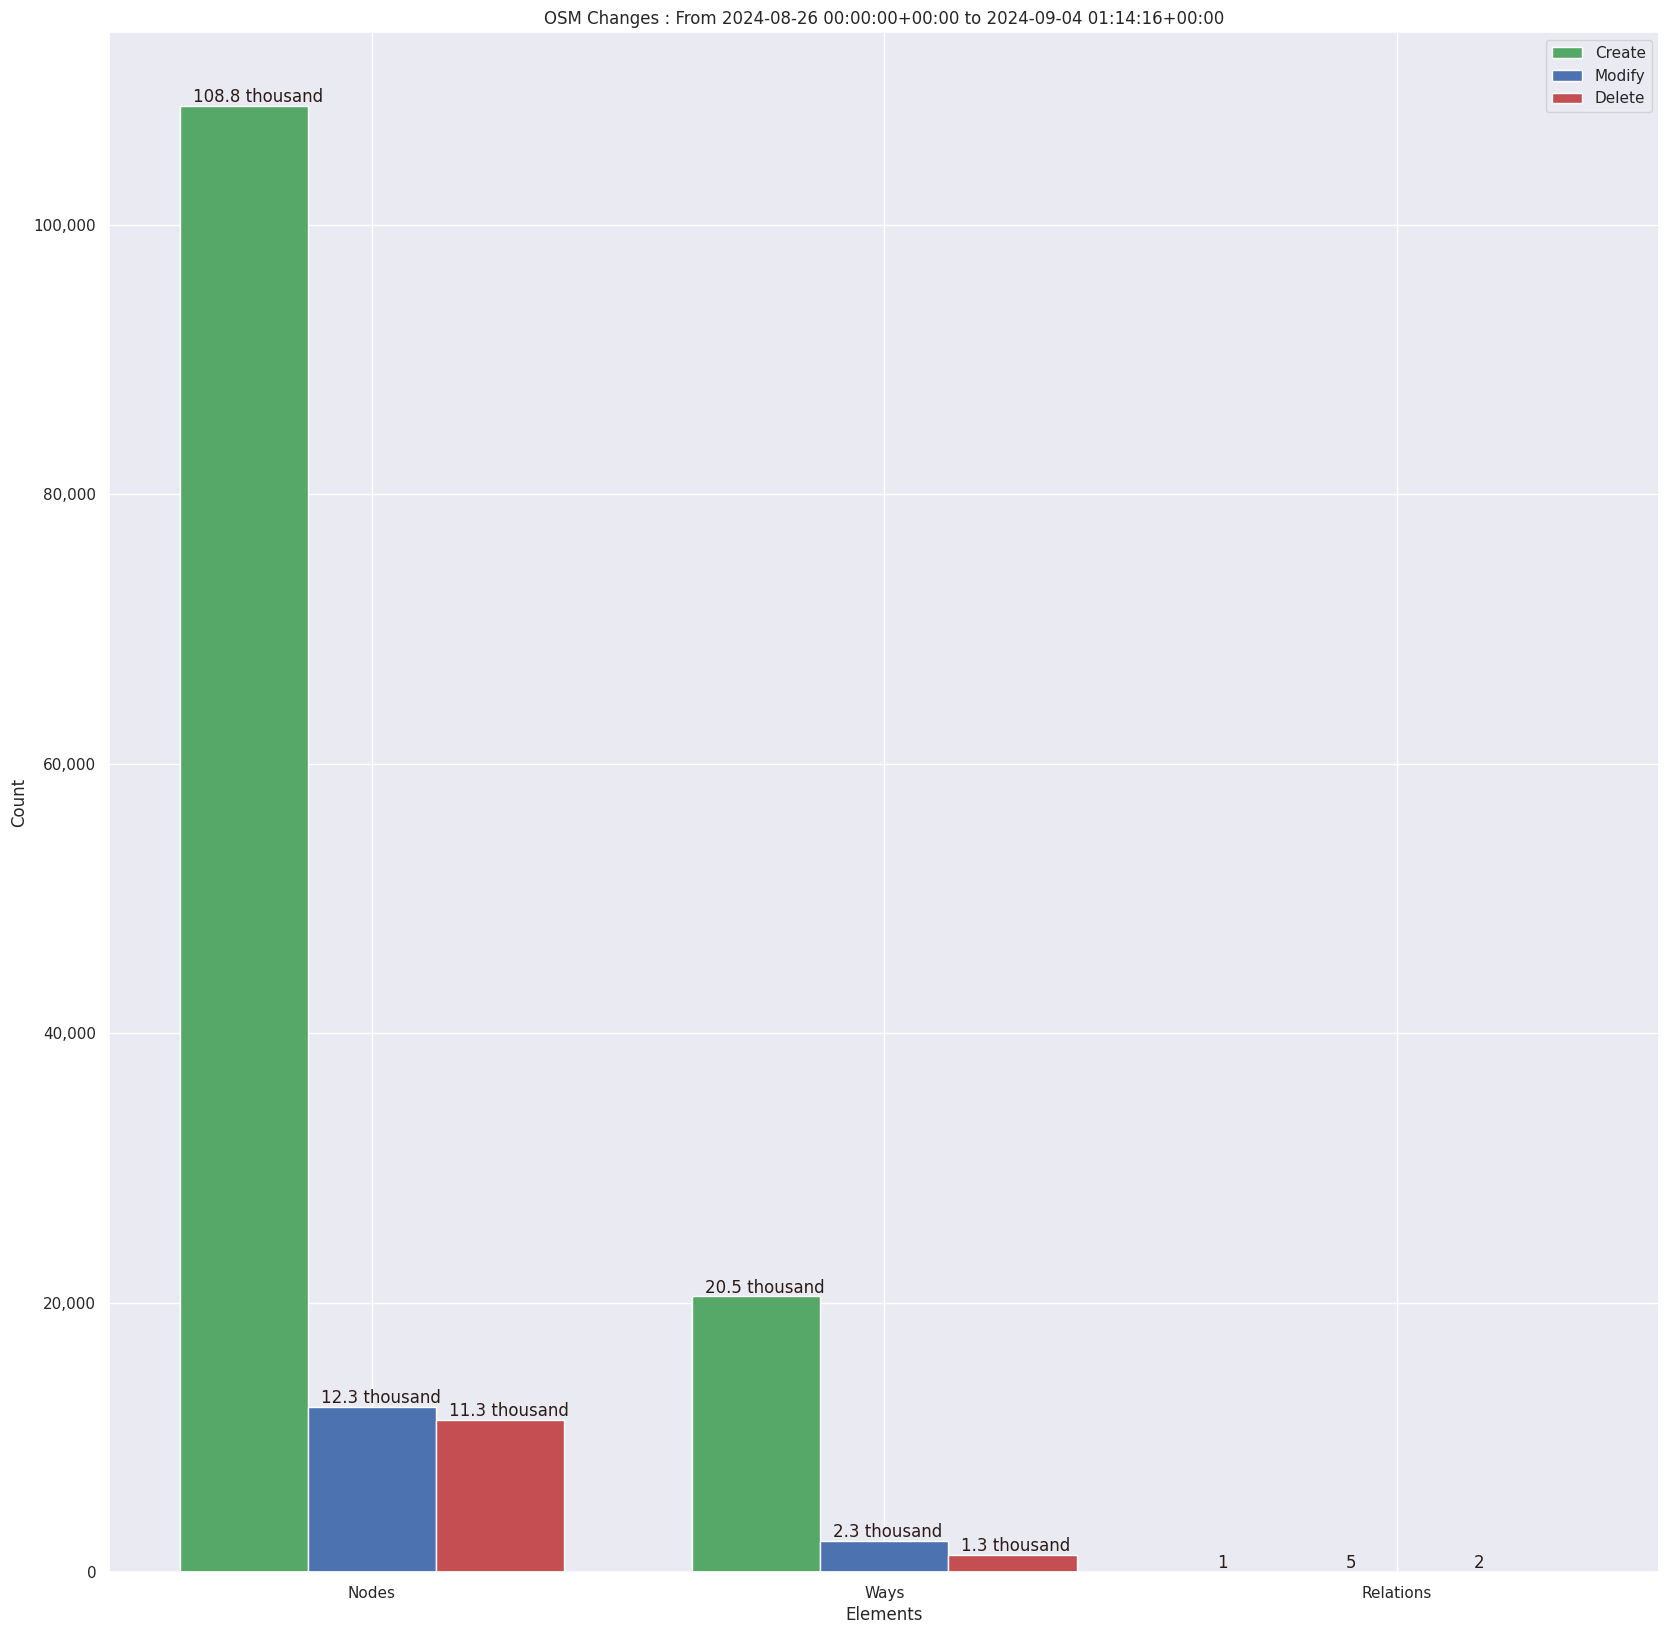 OSM Changes : From 2024-08-26 00:00:00+00:00 to 2024-09-04 01:14:16+00:00
Create
Modify
Delete
108.8 thousand
100,000
80,000
60,000
Count
40,000
20.5 thousand
20,000
12.3 thousand
11.3 thousand
2.3 thousand
1.3 thousand
1
5
2
0
Nodes
Ways
Relations
Elements